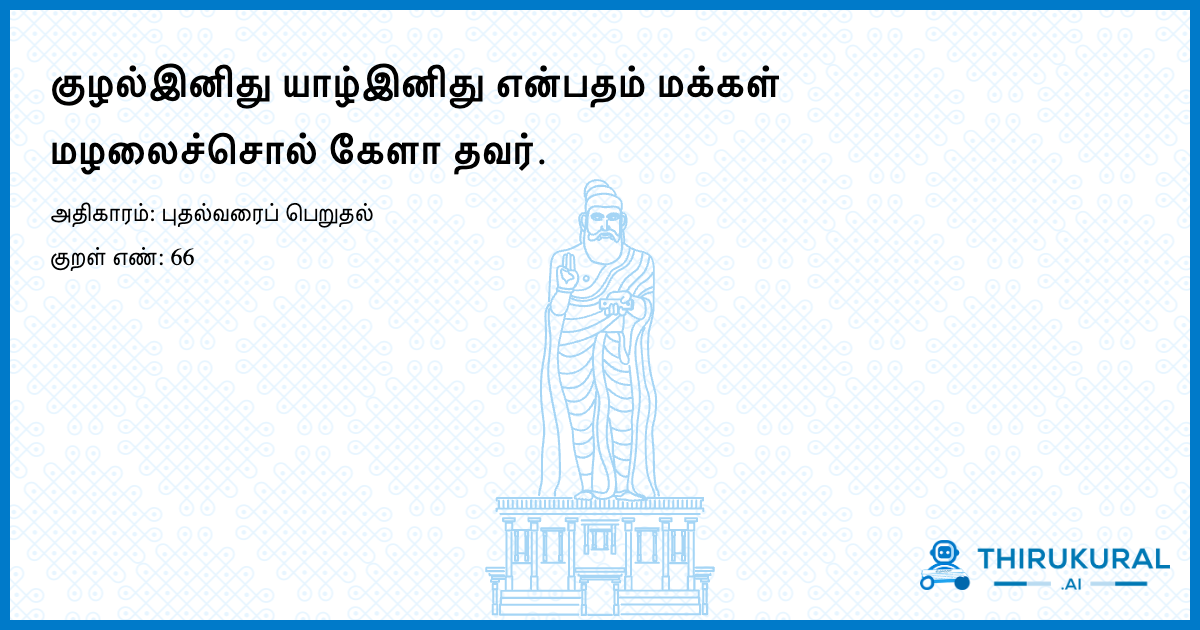 குழல்இனிது யாழ்இனிது என்பதம் மக்கள்
மழலைச்சொல் கேளா தவர்.
அதிகாரம்: புதல்வரைப் பெறுதல்
குறள் எண்: 66
THIRUKURAL
.AI